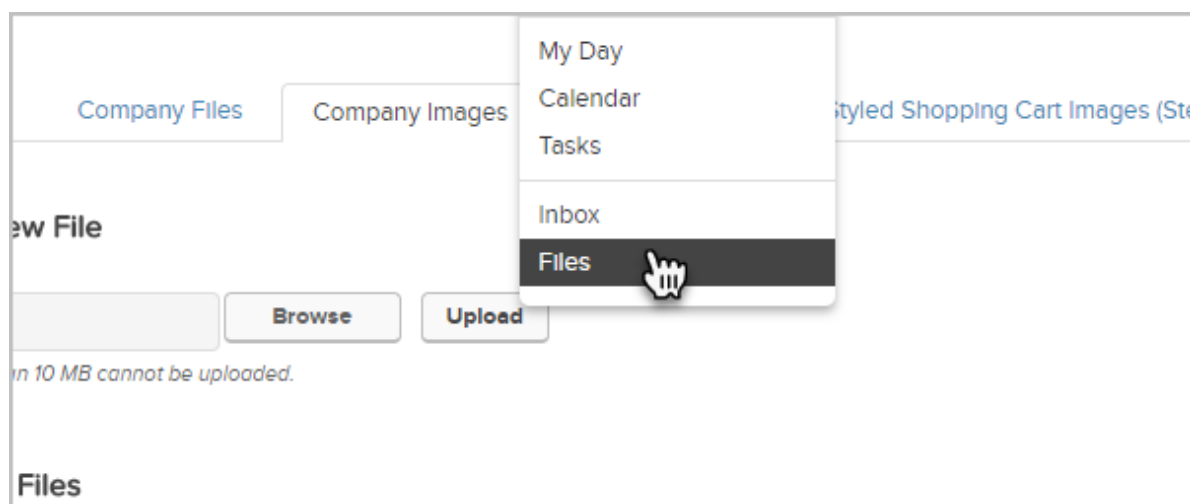 My Day
Company Files
Company Images
Calendar
Styled Shopping Cart Images (Ste
Tasks
Inbox
ew File
Files
Browse
Upload
n 10 MB cannot be uploaded.
Files